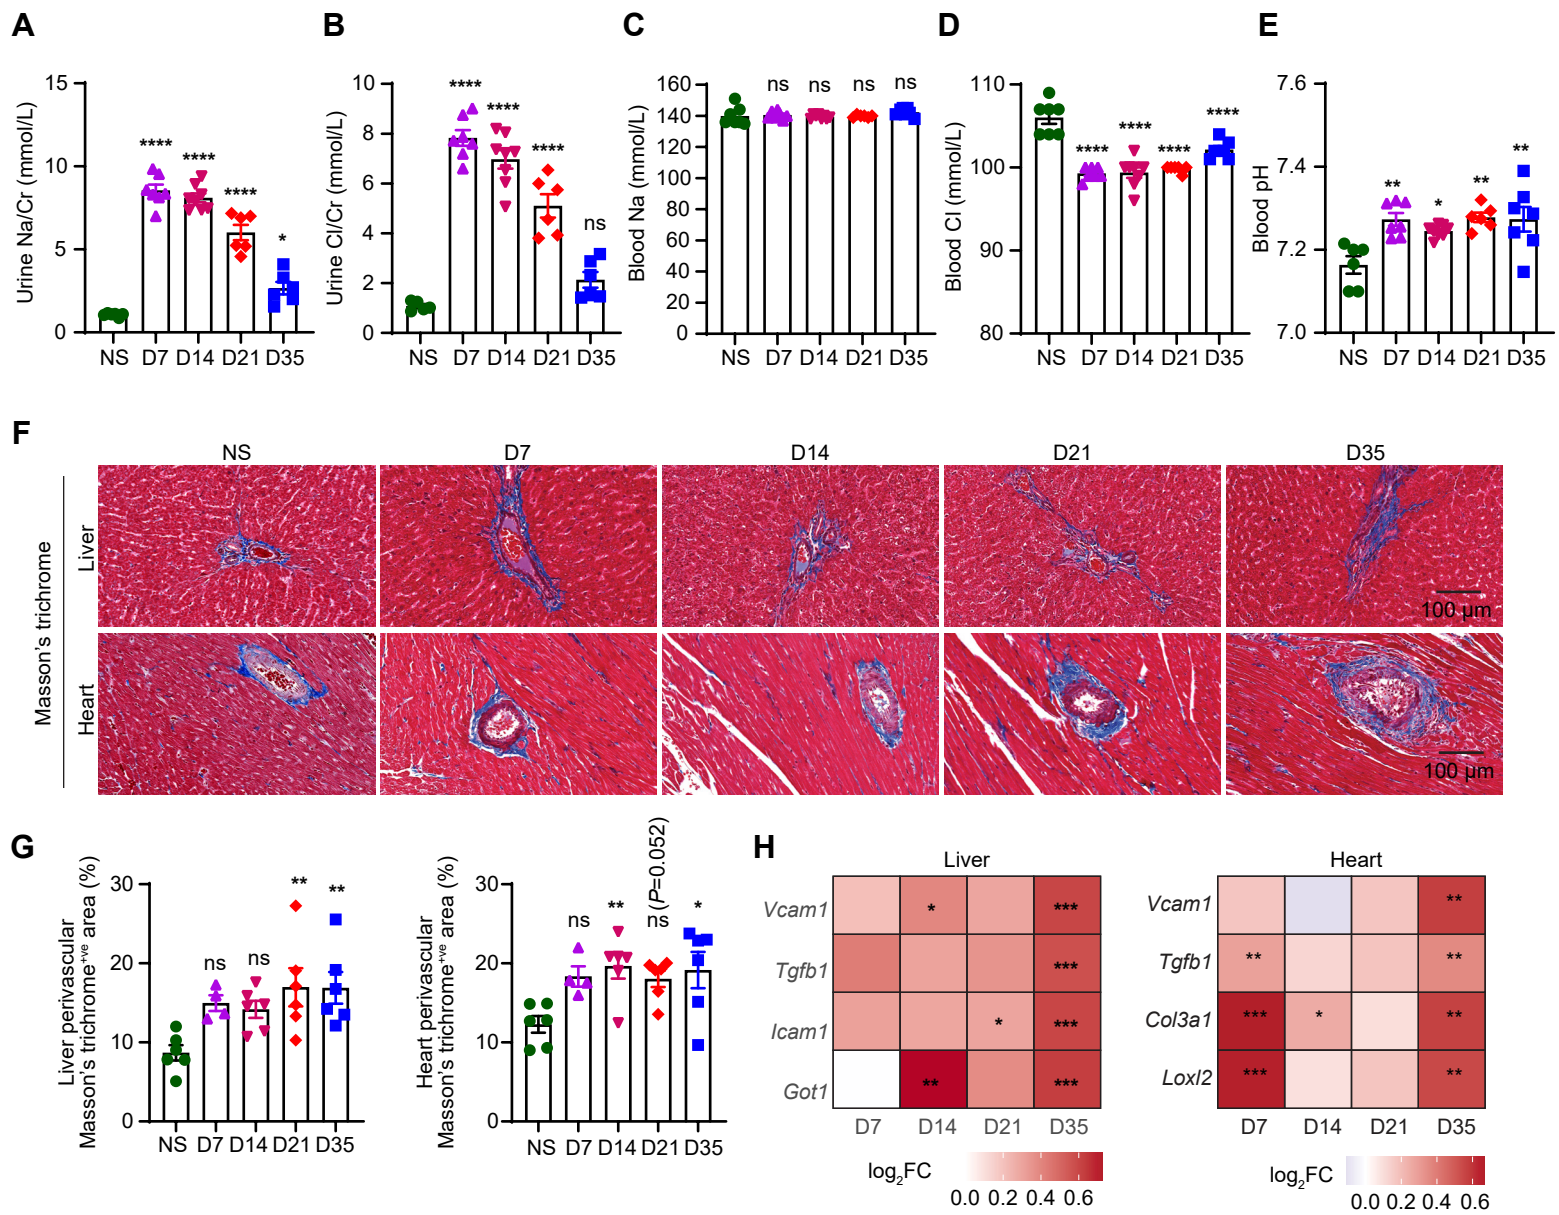 A
B
C
D
E
Urine Na/Cr (mmol/L)
15
10
5
0
****
****
****
*
NS D7 D14 D21 D35
Urine Cl/Cr (mmol/L)
10
8
6
4
2
0
****
****
****
ns
NS D7 D14 D21 D35
Blood Na (mmol/L)
160
140
120
100
80
60
40
20
0
ns ns ns ns
NS D7 D14 D21 D35
Blood Cl (mmol/L)
110
100
90
80
****
****
****
****
NS D7 D14 D21 D35
Blood pH
7.6
7.4
7.2
7.0
**
*
**
**
NS D7 D14 D21 D35
F
NS D7 D14 D21 D35
Masson's trichrome
Liver
100 µm
Heart
100 µm
G
Liver perivascular
Masson's trichrome+ve area (%)
30
20
10
0
ns ns ** **
NS D7 D14 D21 D35
Heart perivascular
Masson's trichrome+ve area (%)
30
20
10
0
ns ** ns (P=0.052) *
NS D7 D14 D21 D35
H
Liver
Vcam1 * ***
Tgfb1 ***
Icam1 * ***
Got1 ** ***
D7 D14 D21 D35
log2FC
0.0 0.2 0.4 0.6
Heart
Vcam1 **
Tgfb1 ** **
Col3a1 *** * **
Loxl2 *** **
D7 D14 D21 D35
log2FC
0.0 0.2 0.4 0.6